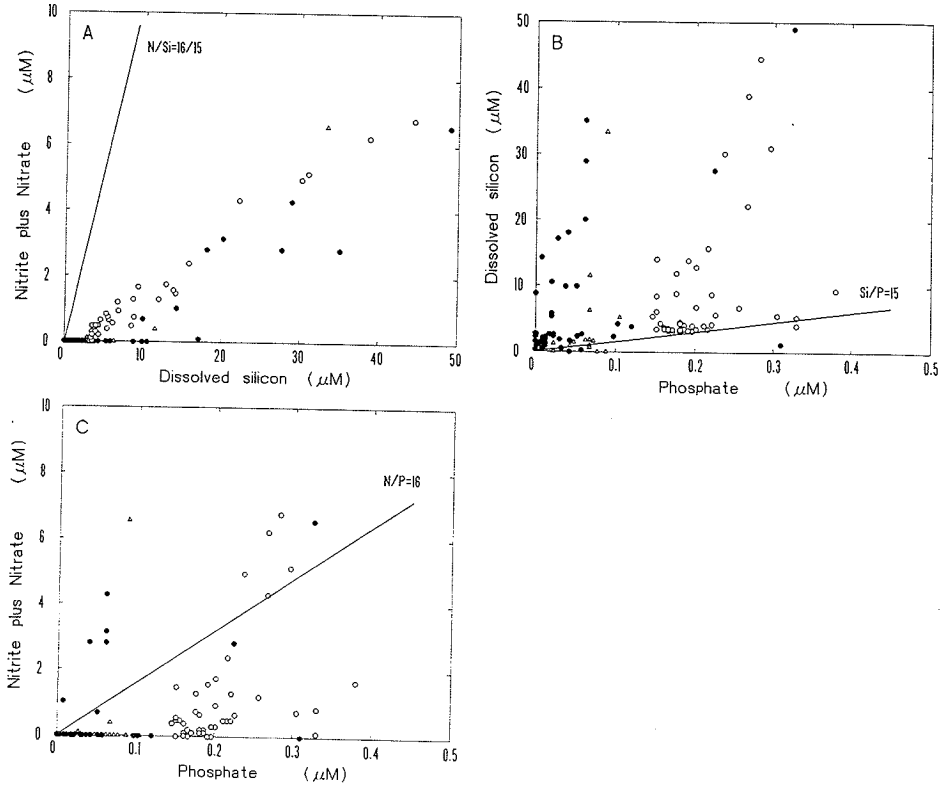 A
N/Si=16/15
Nitrite plus Nitrate (μM)
10
8
6
4
2
0
0 10 20 30 40 50
Dissolved silicon (μM)
B
Si/P=15
Dissolved silicon (μM)
50
40
30
20
10
0
0 0.1 0.2 0.3 0.4 0.5
Phosphate (μM)
C
N/P=16
Nitrite plus Nitrate (μM)
10
8
6
4
2
0
0 0.1 0.2 0.3 0.4 0.5
Phosphate (μM)